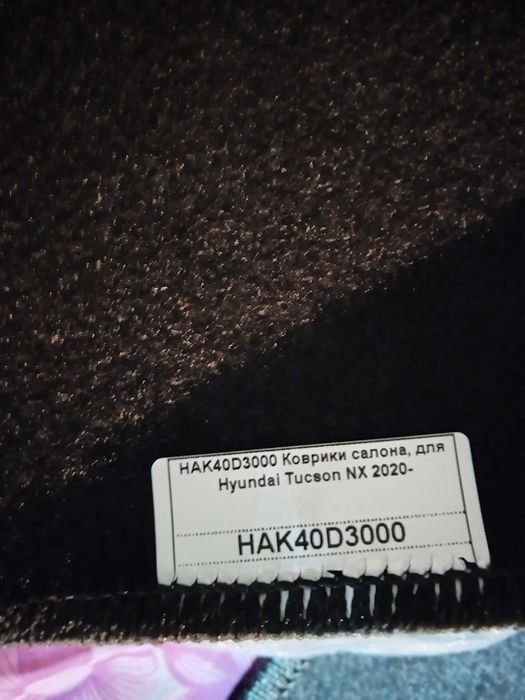 HAK40D3000 Коврики салона, для
Hyundai Tucson NX 2020-
HAK40D3000